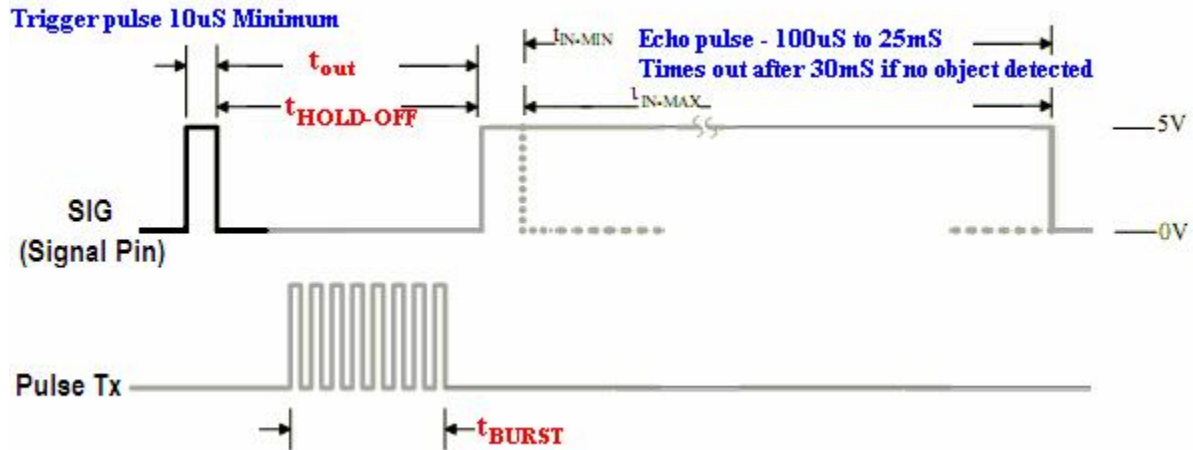 Trigger pulse 10uS Minimum
tout
tHOLD-OFF
tIN-MIN
Echo pulse - 100uS to 25mS
Times out after 30mS if no object detected
tIN-MAX
5V
SIG
(Signal Pin)
0V
Pulse Tx
tBURST